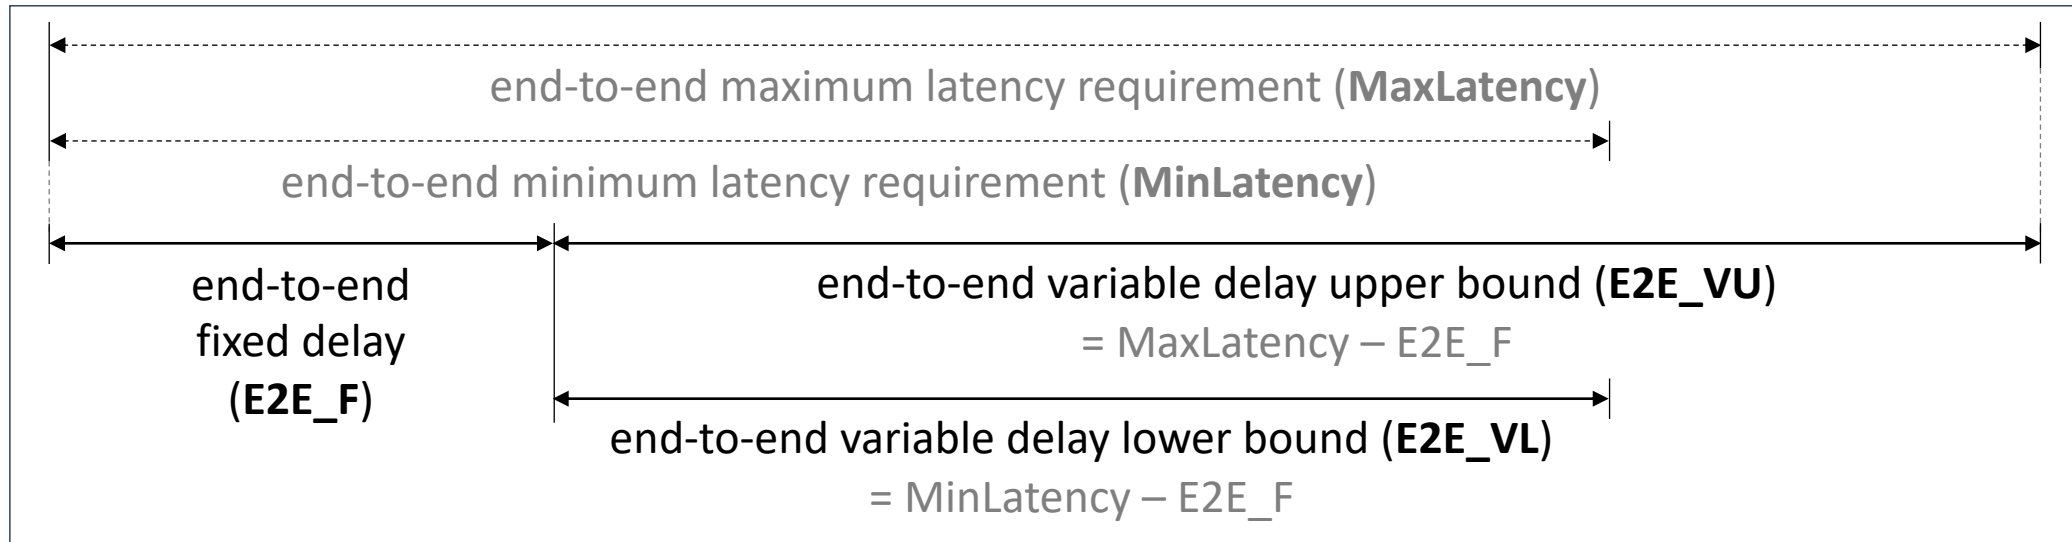 end-to-end maximum latency requirement (MaxLatency)
end-to-end minimum latency requirement (MinLatency)
end-to-end
fixed delay
(E2E_F)
end-to-end variable delay upper bound (E2E_VU)
= MaxLatency – E2E_F
end-to-end variable delay lower bound (E2E_VL)
= MinLatency – E2E_F